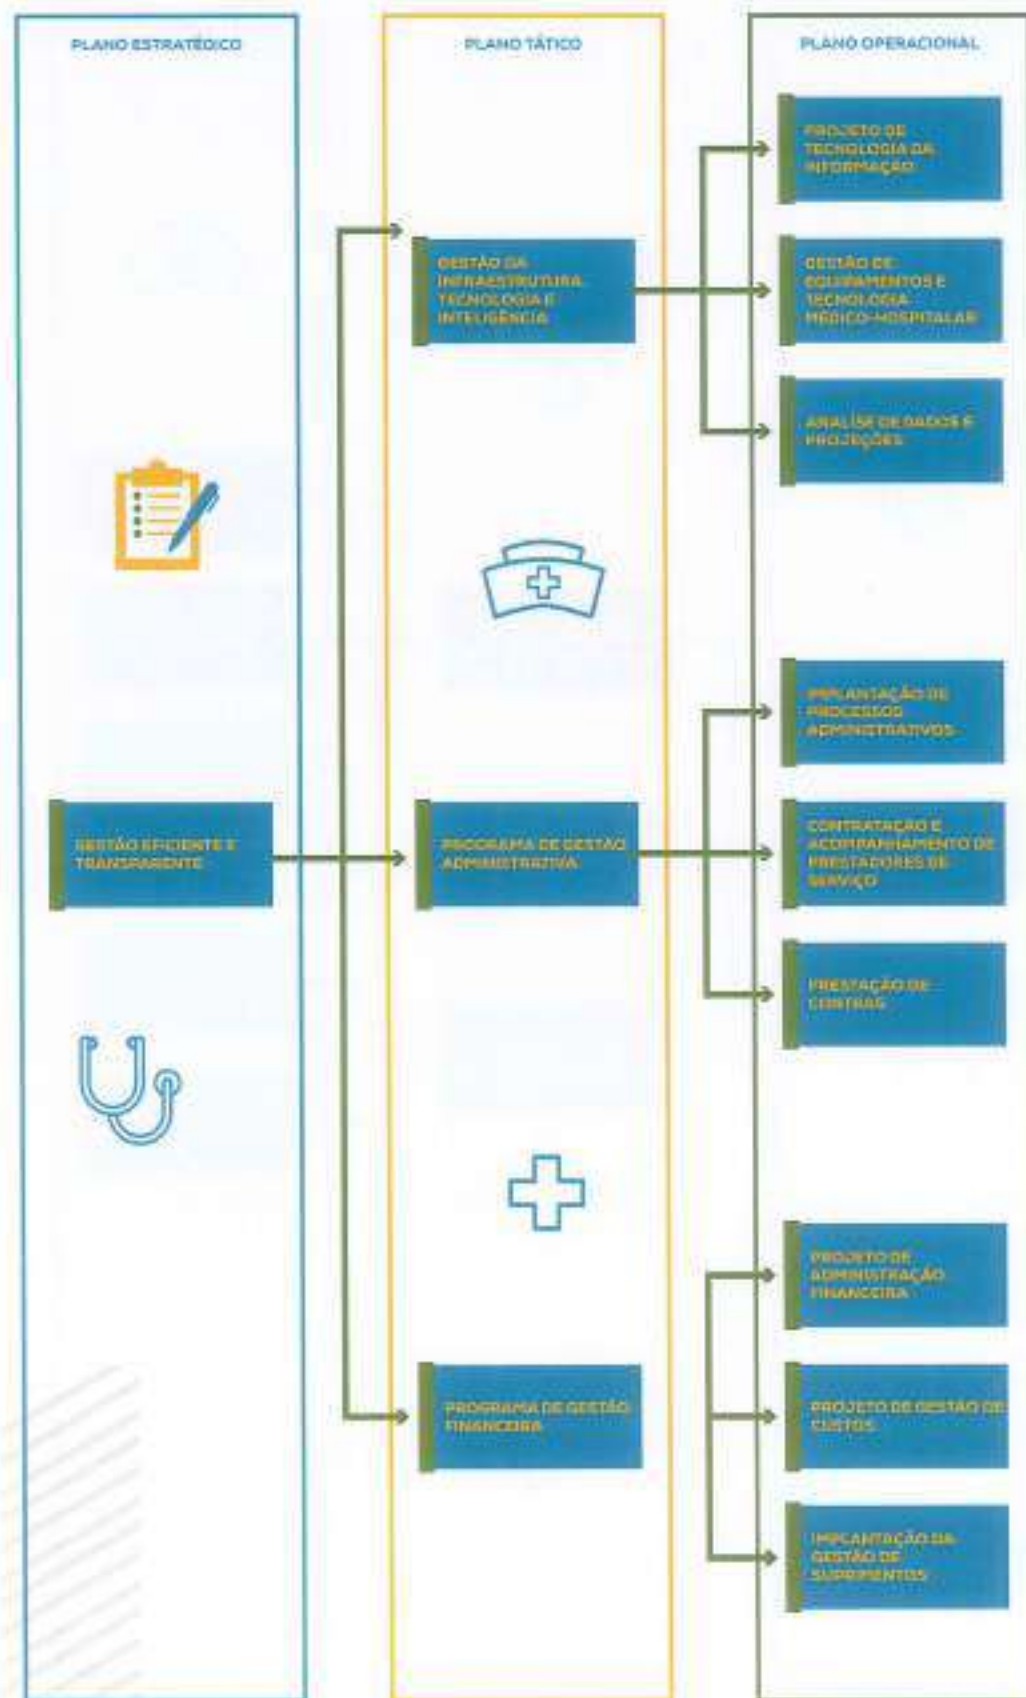 PLANO ESTRATÉGICO
PLANO TÁTICO
PLANO OPERACIONAL
GESTÃO EFICIENTE E
TRANSPARENTE
GESTÃO DA
INFRAESTRUTURA,
TECNOLOGIA E
INTELIGÊNCIA
PROGRAMA DE GESTÃO
ADMINISTRATIVA
PROGRAMA DE GESTÃO
FINANCEIRA
PROJETO DE
TECNOLOGIA DA
INFORMAÇÃO
GESTÃO DE
EQUIPAMENTOS E
TECNOLOGIA
MÉDICO-HOSPITALAR
ANÁLISE DE DADOS E
PROJEÇÕES
IMPLANTAÇÃO DE
PROCESSOS
ADMINISTRATIVOS
CONTRATAÇÃO E
ACOMPANHAMENTO DE
PRESTADORES DE
SERVIÇO
PRESTAÇÃO DE
CONTRAS
PROJETO DE
ADMINISTRAÇÃO
FINANCEIRA
PROJETO DE GESTÃO DE
CUSTOS
IMPLANTAÇÃO DA
GESTÃO DE
SUPRIMENTOS